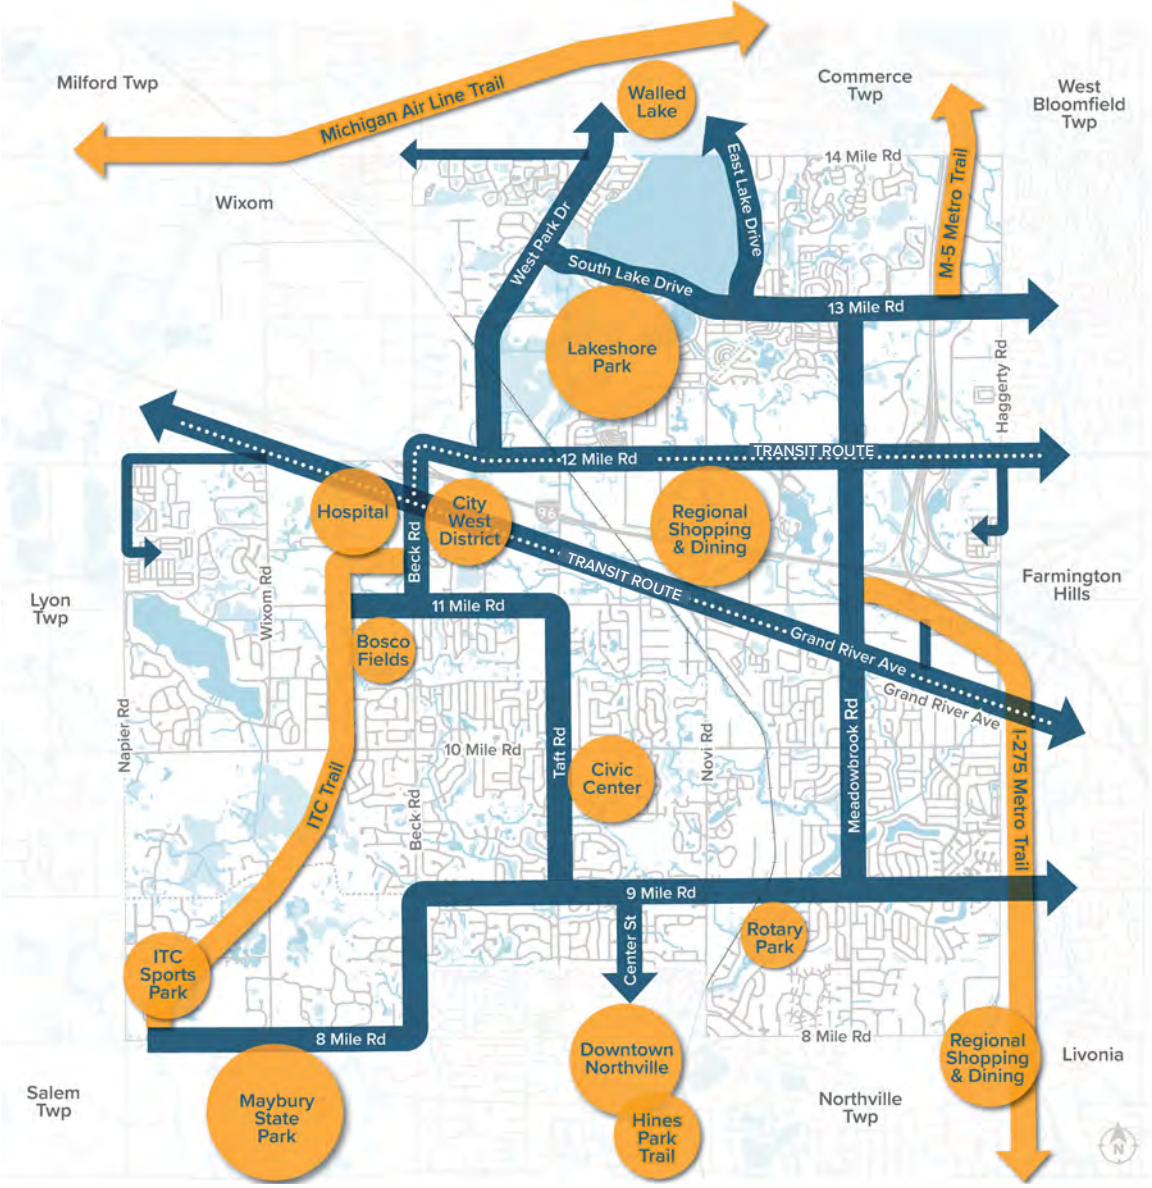 Milford Twp
Michigan Air Line Trail
Walled
Lake
Commerce
Twp
West
Bloomfield
Twp
Wixom
14 Mile Rd
West Park Dr
East Lake Drive
M-5 Metro Trail
South Lake Drive
13 Mile Rd
Lakeshore
Park
Haggerty Rd
12 Mile Rd
TRANSIT ROUTE
Hospital
City
West
District
96
Regional
Shopping
& Dining
Beck Rd
TRANSIT ROUTE
Farmington
Hills
Lyon
Twp
Wixom Rd
11 Mile Rd
Bosco
Fields
Grand River Ave
Grand River Ave
Napier Rd
10 Mile Rd
Taft Rd
Civic
Center
Novi Rd
Meadowbrook Rd
I-275 Metro Trail
ITC Trail
Beck Rd
9 Mile Rd
Center St
Rotary
Park
ITC
Sports
Park
8 Mile Rd
8 Mile Rd
Downtown
Northville
Regional
Shopping
& Dining
Livonia
Salem
Twp
Maybury
State
Park
Hines
Park
Trail
Northville
Twp
N